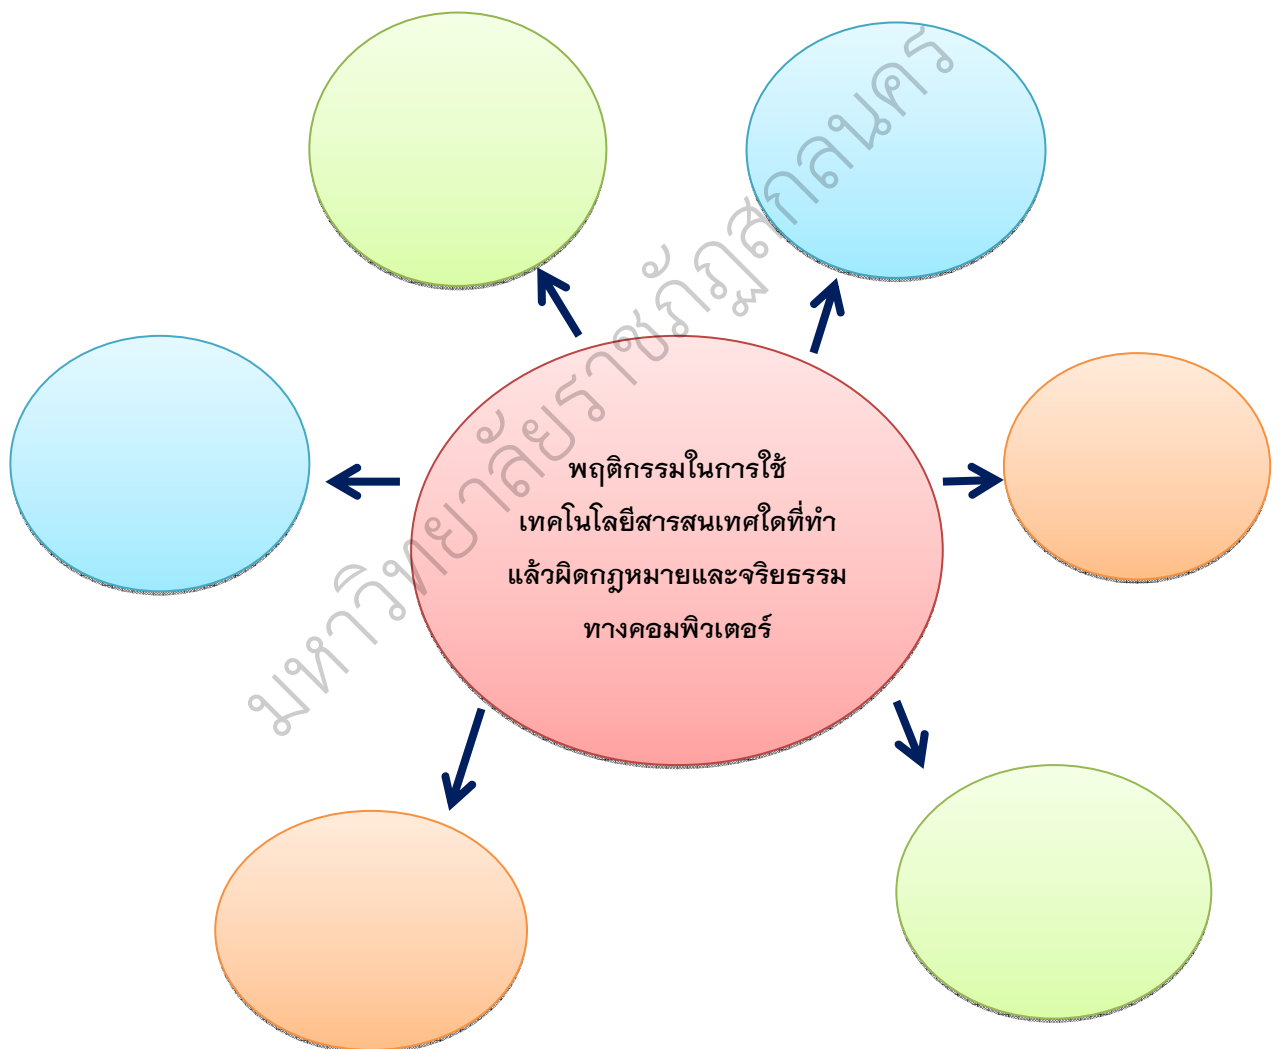 พฤติกรรมในการใช้
เทคโนโลยีสารสนเทศใดที่ทำ
แล้วผิดกฎหมายและจริยธรรม
ทางคอมพิวเตอร์
มหาวิทยาลัยราชภัฏสกลนคร